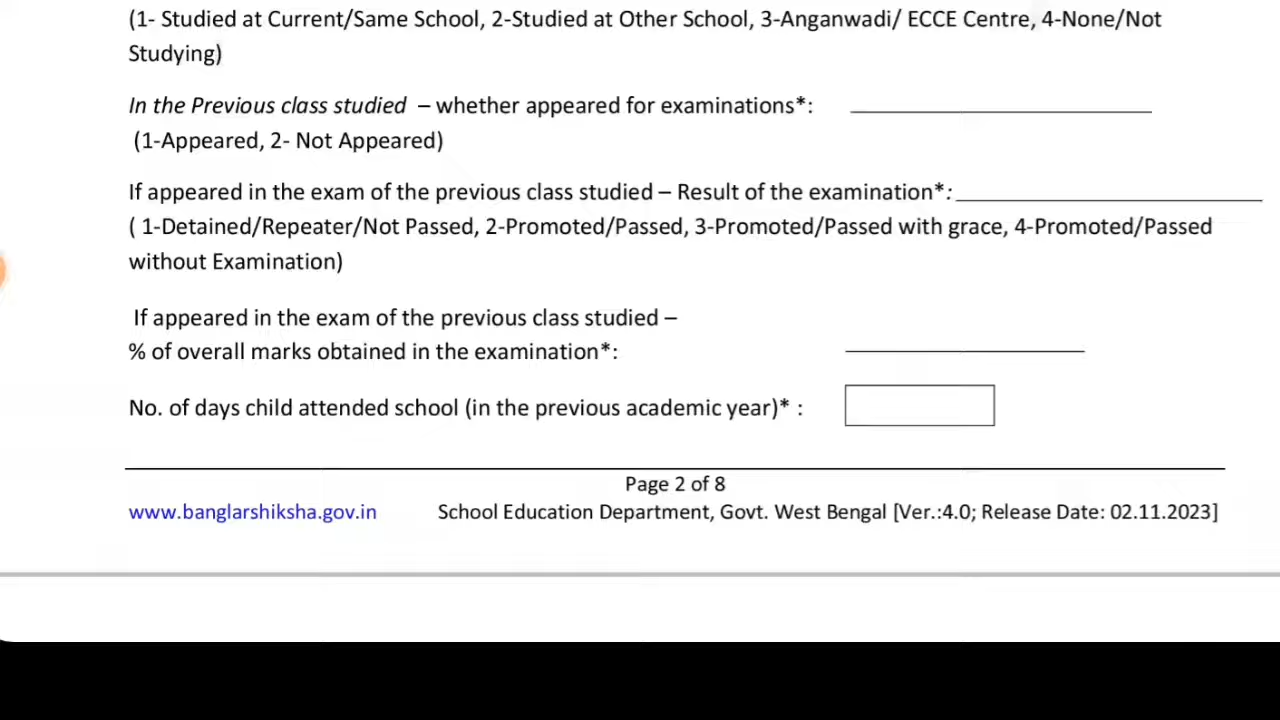 (1- Studied at Current/Same School, 2-Studied at Other School, 3-Anganwadi/ ECCE Centre, 4-None/Not
Studying)
In the Previous class studied – whether appeared for examinations*:
(1-Appeared, 2- Not Appeared)
If appeared in the exam of the previous class studied – Result of the examination*:
( 1-Detained/Repeater/Not Passed, 2-Promoted/Passed, 3-Promoted/Passed with grace, 4-Promoted/Passed
without Examination)
If appeared in the exam of the previous class studied –
% of overall marks obtained in the examination*:
No. of days child attended school (in the previous academic year)* :
Page 2 of 8
www.banglarshiksha.gov.in School Education Department, Govt. West Bengal [Ver.:4.0; Release Date: 02.11.2023]